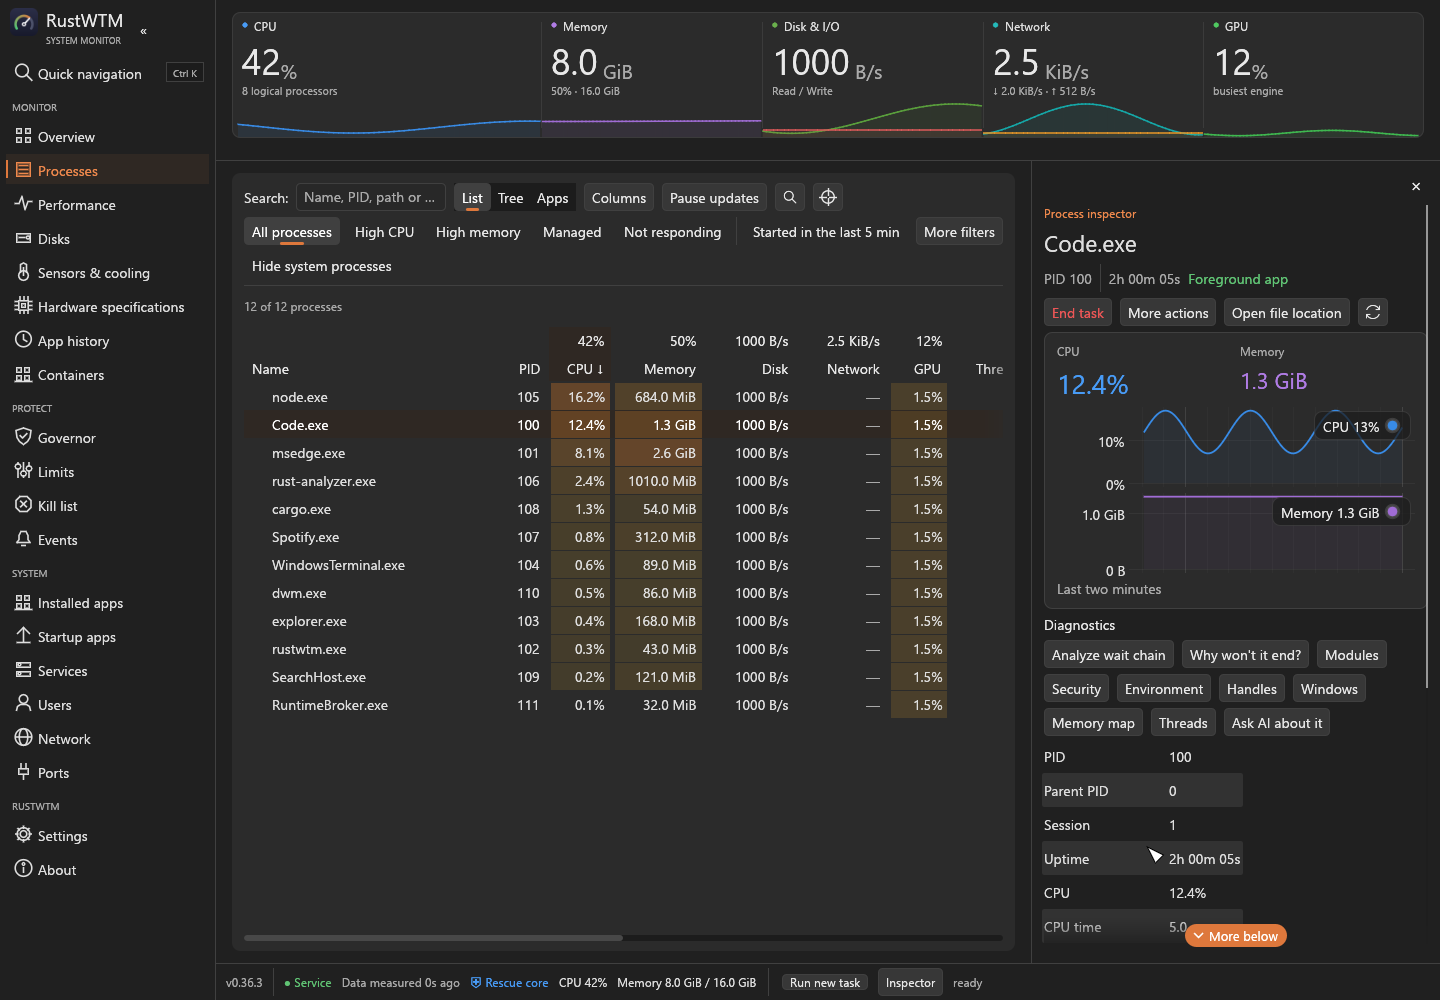 RustWTM
SYSTEM MONITOR
«
Quick navigation
Ctrl K
MONITOR
Overview
Processes
Performance
Disks
Sensors & cooling
Hardware specifications
App history
Containers
PROTECT
Governor
Limits
Kill list
Events
SYSTEM
Installed apps
Startup apps
Services
Users
Network
Ports
RUSTWTM
Settings
About
CPU
42%
8 logical processors
Memory
8.0 GiB
50% · 16.0 GiB
Disk & I/O
1000 B/s
Read / Write
Network
2.5 KiB/s
↓ 2.0 KiB/s · ↑ 512 B/s
GPU
12%
busiest engine
Search: Name, PID, path or ... List Tree Apps Columns Pause updates
All processes High CPU High memory Managed Not responding Started in the last 5 min More filters
Hide system processes
12 of 12 processes
42% 50% 1000 B/s 2.5 KiB/s 12%
Name PID CPU ↓ Memory Disk Network GPU Thre
node.exe 105 16.2% 684.0 MiB 1000 B/s — 1.5%
Code.exe 100 12.4% 1.3 GiB 1000 B/s — 1.5%
msedge.exe 101 8.1% 2.6 GiB 1000 B/s — 1.5%
rust-analyzer.exe 106 2.4% 1010.0 MiB 1000 B/s — 1.5%
cargo.exe 108 1.3% 54.0 MiB 1000 B/s — 1.5%
Spotify.exe 107 0.8% 312.0 MiB 1000 B/s — 1.5%
WindowsTerminal.exe 104 0.6% 89.0 MiB 1000 B/s — 1.5%
dwm.exe 110 0.5% 86.0 MiB 1000 B/s — 1.5%
explorer.exe 103 0.4% 168.0 MiB 1000 B/s — 1.5%
rustwtm.exe 102 0.3% 43.0 MiB 1000 B/s — 1.5%
SearchHost.exe 109 0.2% 121.0 MiB 1000 B/s — 1.5%
RuntimeBroker.exe 111 0.1% 32.0 MiB 1000 B/s — 1.5%
Process inspector
Code.exe
PID 100 2h 00m 05s Foreground app
End task More actions Open file location
CPU
12.4%
Memory
1.3 GiB
CPU 13%
10%
0%
1.0 GiB
Memory 1.3 GiB
0 B
Last two minutes
Diagnostics
Analyze wait chain Why won't it end? Modules
Security Environment Handles Windows
Memory map Threads Ask AI about it
PID 100
Parent PID 0
Session 1
Uptime 2h 00m 05s
CPU 12.4%
CPU time 5.0
More below
v0.36.3 Service Data measured 0s ago Rescue core CPU 42% Memory 8.0 GiB / 16.0 GiB Run new task Inspector ready